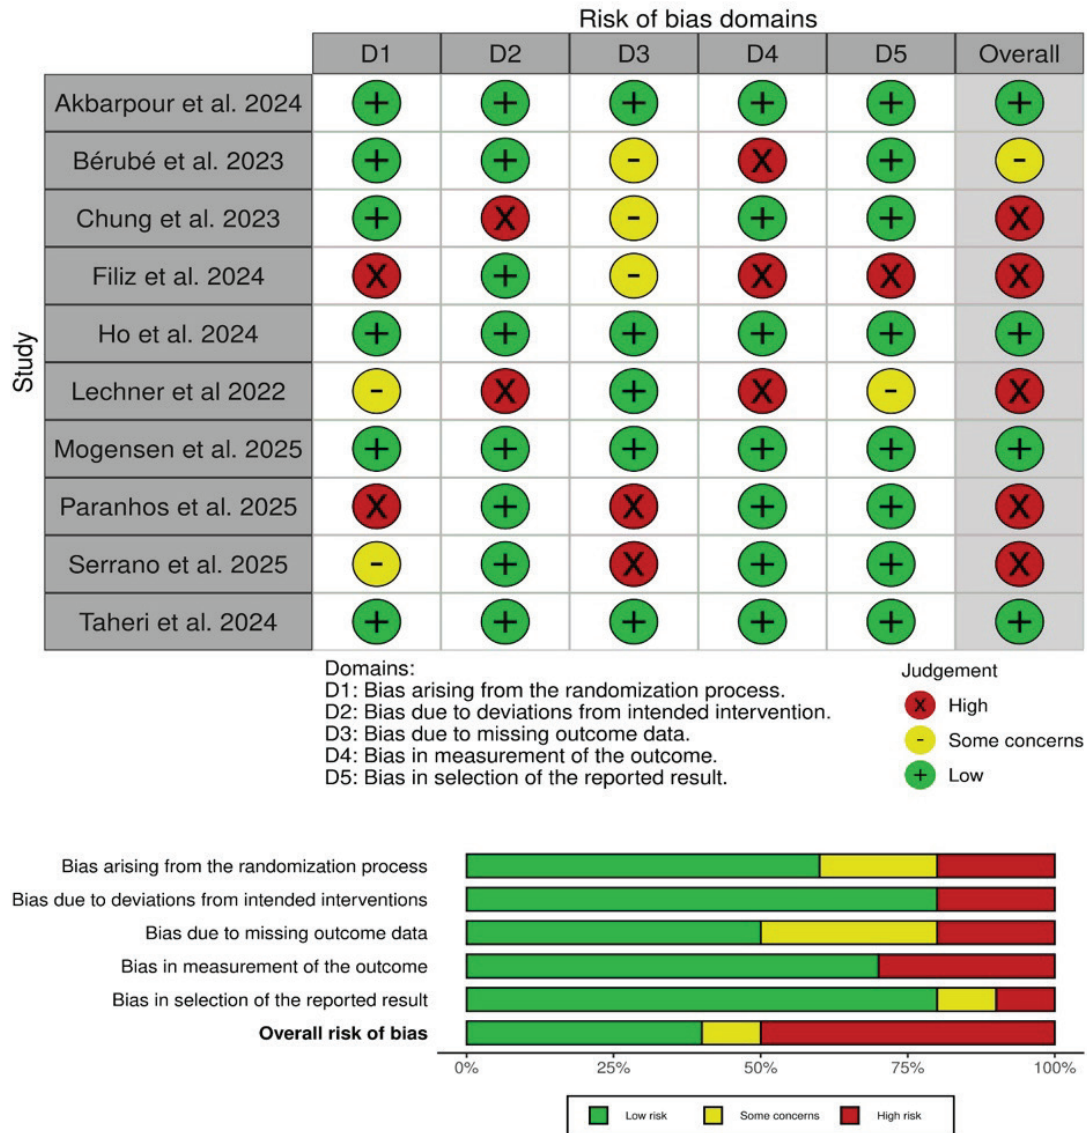 Risk of bias domains
D1 D2 D3 D4 D5 Overall
Study
Akbarpour et al. 2024 + + + + + +
Bérubé et al. 2023 + + - X + -
Chung et al. 2023 + X - + + X
Filiz et al. 2024 X + - X X X
Ho et al. 2024 + + + + + +
Lechner et al 2022 - X + X - X
Mogensen et al. 2025 + + + + + +
Paranhos et al. 2025 X + X + + X
Serrano et al. 2025 - + X + + X
Taheri et al. 2024 + + + + + +
Domains:
D1: Bias arising from the randomization process.
D2: Bias due to deviations from intended intervention.
D3: Bias due to missing outcome data.
D4: Bias in measurement of the outcome.
D5: Bias in selection of the reported result.
Judgement
X High
- Some concerns
+ Low
Bias arising from the randomization process
Bias due to deviations from intended interventions
Bias due to missing outcome data
Bias in measurement of the outcome
Bias in selection of the reported result
Overall risk of bias
0% 25% 50% 75% 100%
Low risk Some concerns High risk